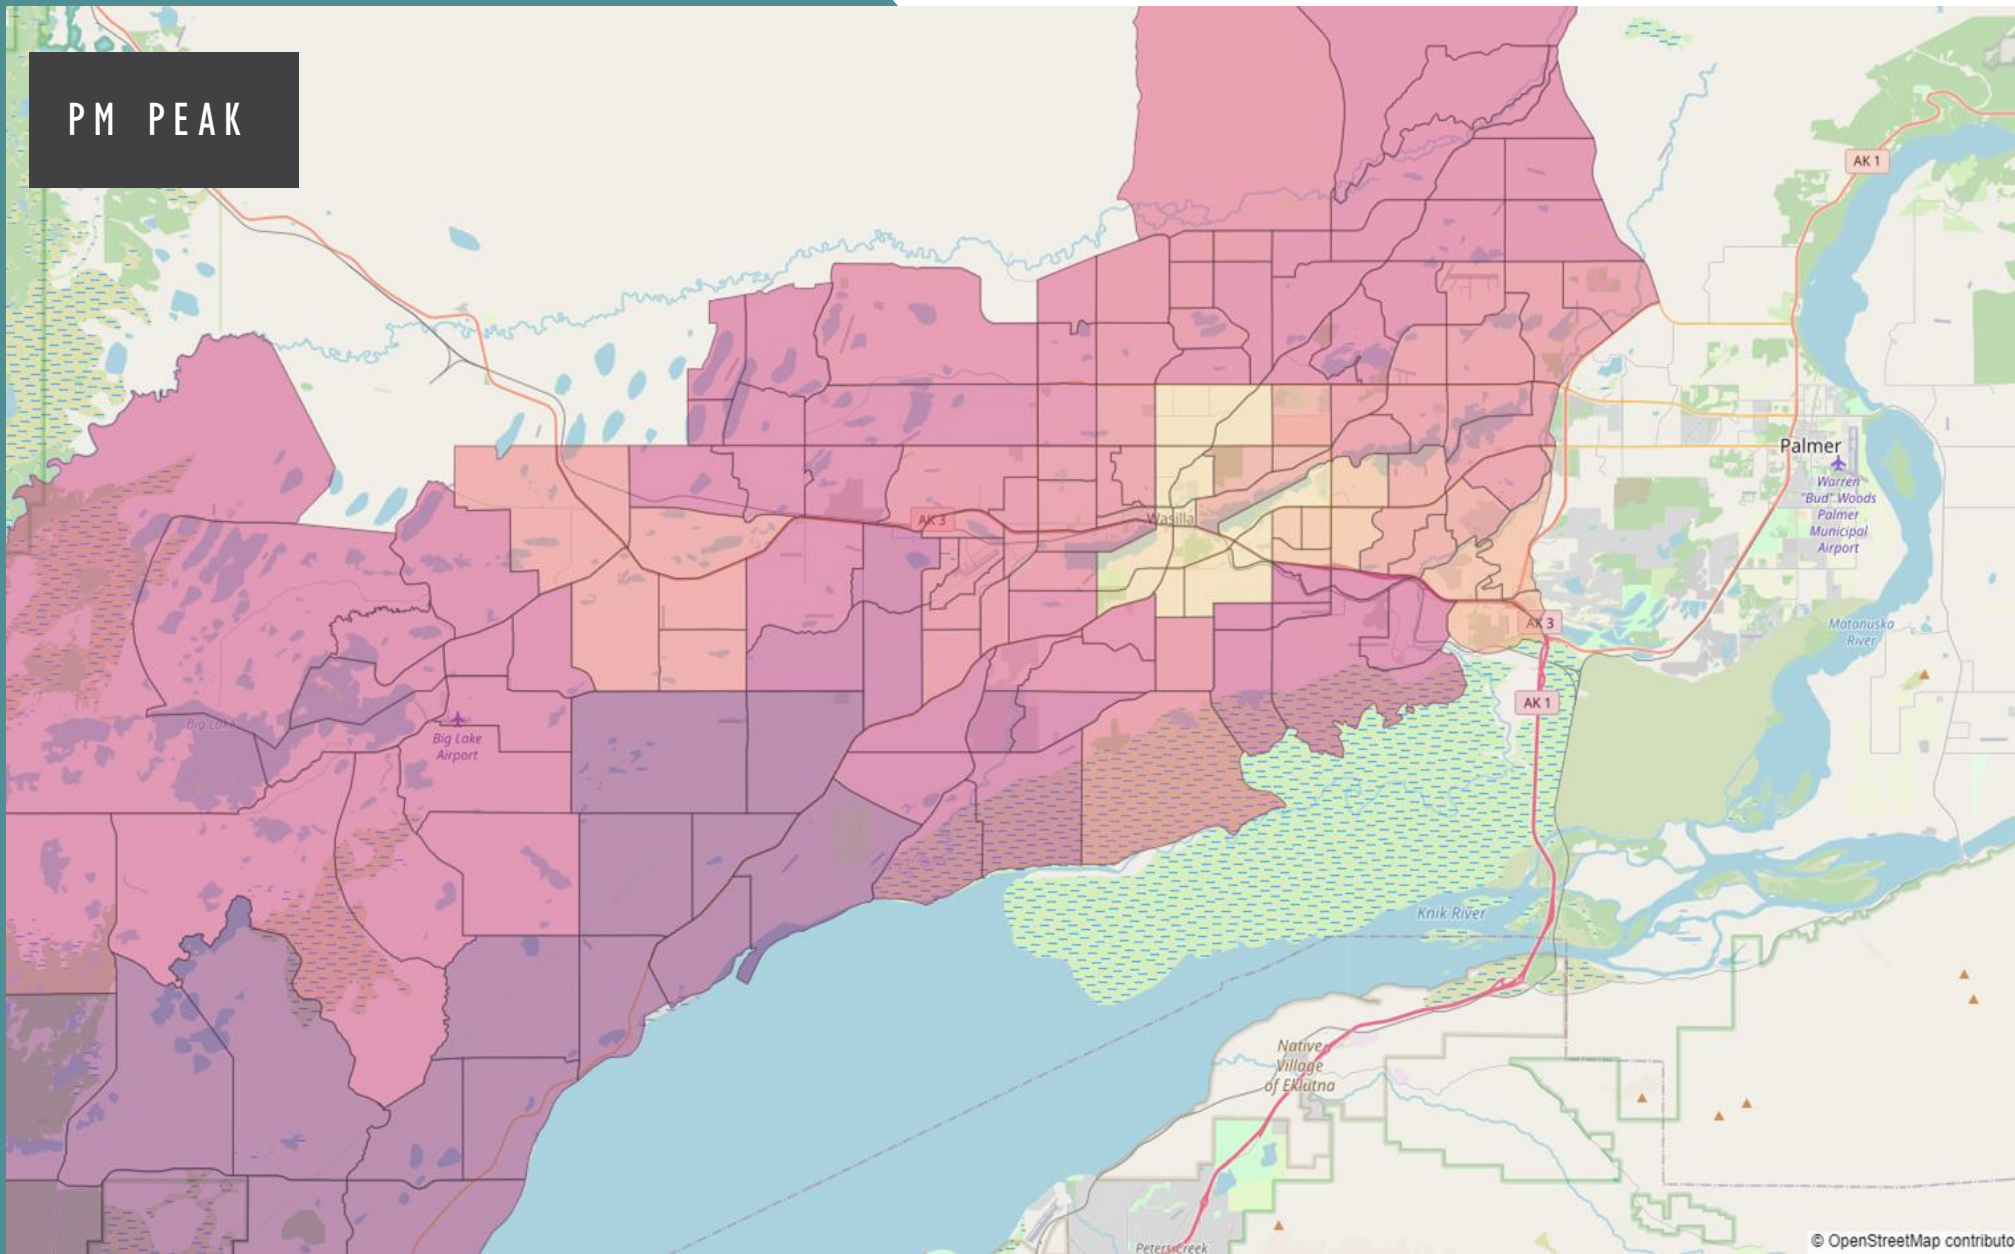 PM PEAK
AK 1
Palmer
Warren
"Bud" Woods
Palmer
Municipal
Airport
AK 3
Wasilla
AK 3
Matanuska
River
AK 1
Big Lake
Big Lake
Airport
Knik River
Native
Village
of Eklutna
Peters Creek
© OpenStreetMap contributo